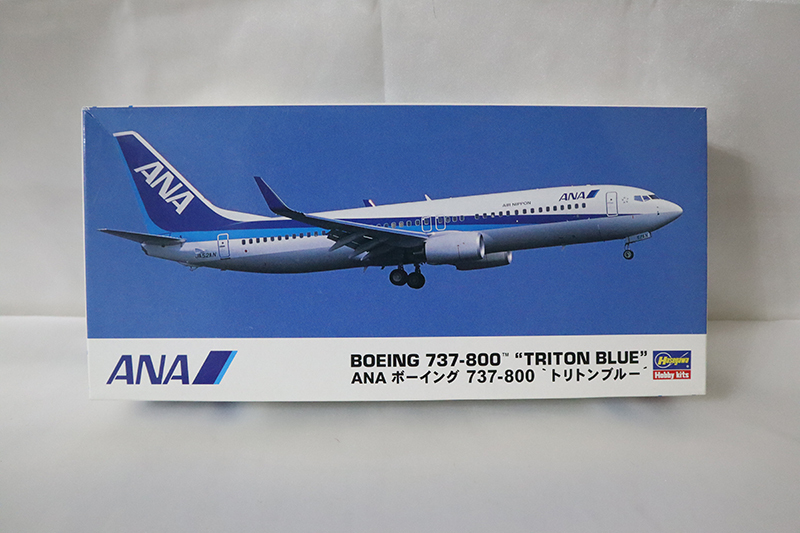 ANA
ANA
AIR NIPPON
JA52AN
ANA
BOEING 737-800™ "TRITON BLUE"
ANA ボーイング 737-800 `トリトンブルー´
Hasegawa
Hobby kits